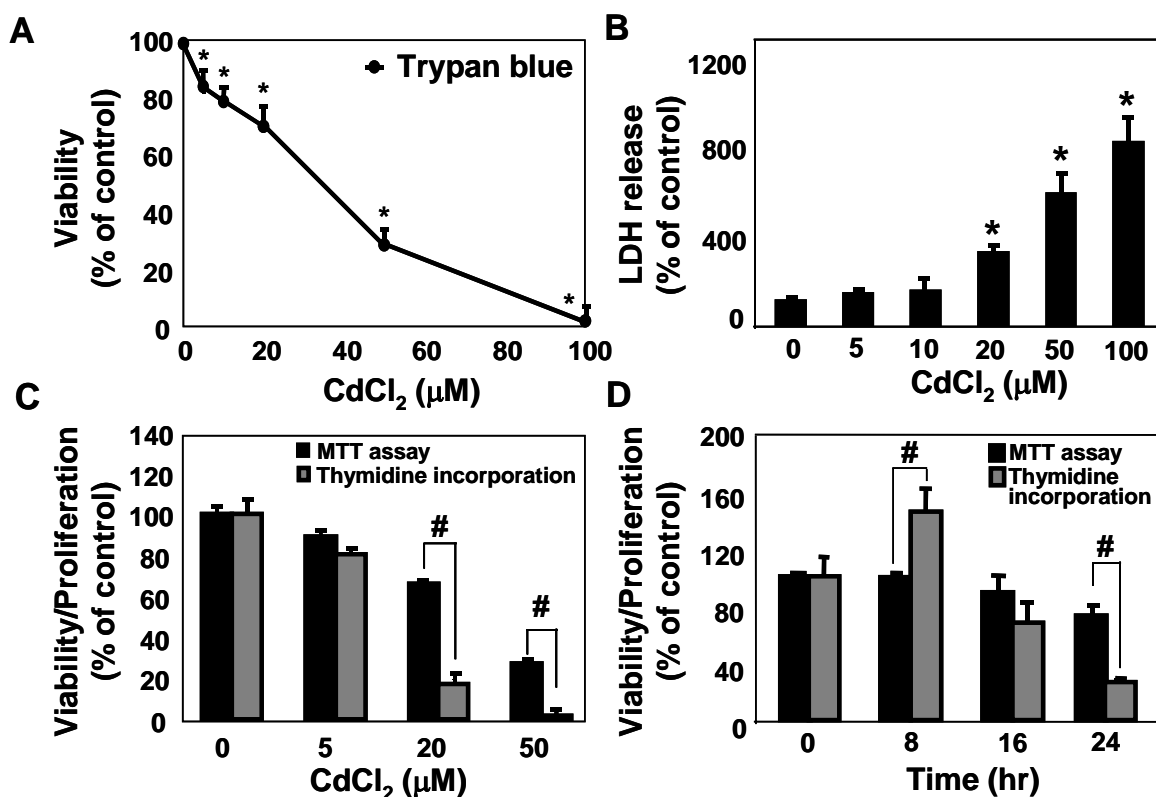 A
Viability
(% of control)
100
80
60
40
20
0
Trypan blue
* * * * *
0 20 40 60 80 100
CdCl₂ (μM)
B
LDH release
(% of control)
1200
800
400
0
* * *
0 5 10 20 50 100
CdCl₂ (μM)
C
Viability/Proliferation
(% of control)
140
120
100
80
60
40
20
0
MTT assay
Thymidine incorporation
# #
0 5 20 50
CdCl₂ (μM)
D
Viability/Proliferation
(% of control)
200
160
120
80
40
0
MTT assay
Thymidine
incorporation
# #
0 8 16 24
Time (hr)